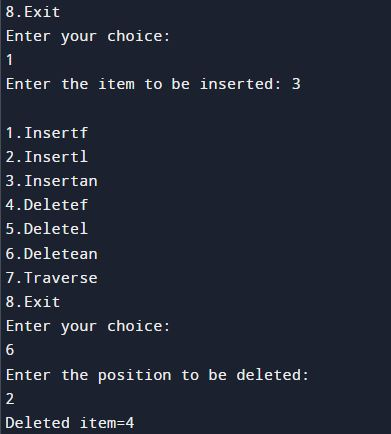 8.Exit
Enter your choice:
1
Enter the item to be inserted: 3
1.Insertf
2.Insertl
3.Insertan
4.Deletef
5.Deletel
6.Deletean
7.Traverse
8.Exit
Enter your choice:
6
Enter the position to be deleted:
2
Deleted item=4